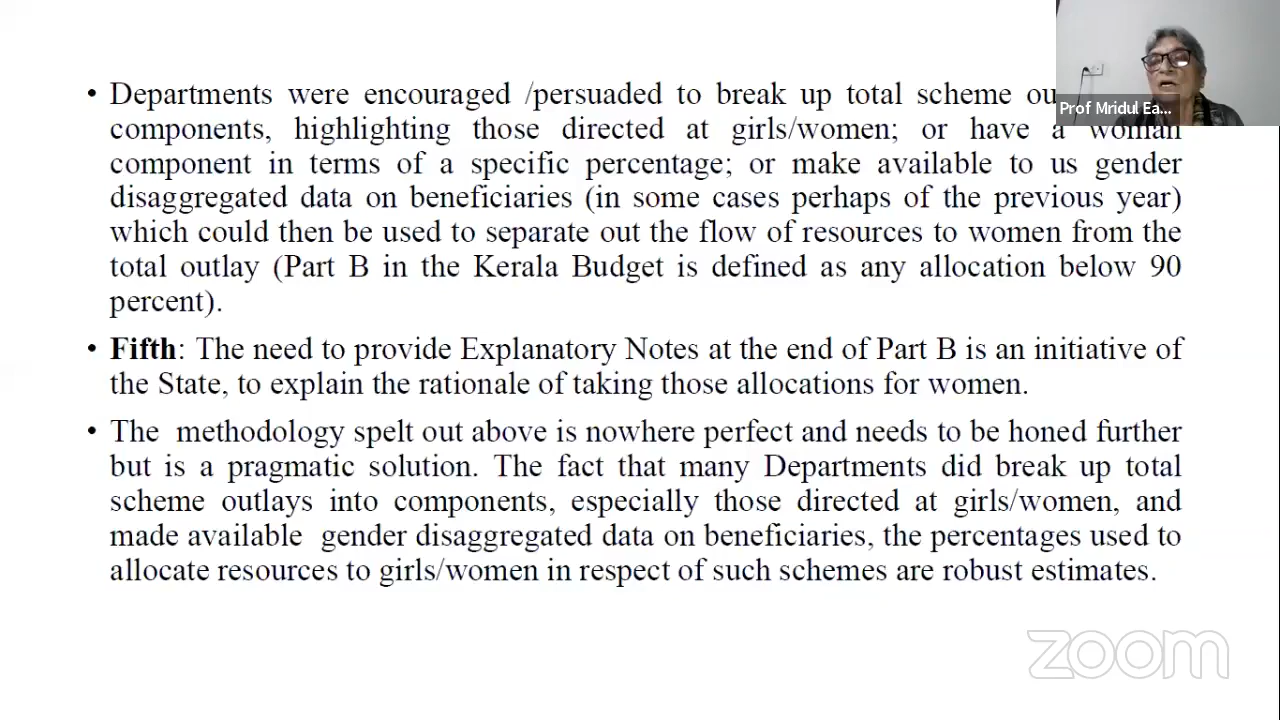 • Departments were encouraged /persuaded to break up total scheme ou
components, highlighting those directed at girls/women; or have a woman
component in terms of a specific percentage; or make available to us gender
disaggregated data on beneficiaries (in some cases perhaps of the previous year)
which could then be used to separate out the flow of resources to women from the
total outlay (Part B in the Kerala Budget is defined as any allocation below 90
percent).
• Fifth: The need to provide Explanatory Notes at the end of Part B is an initiative of
the State, to explain the rationale of taking those allocations for women.
• The methodology spelt out above is nowhere perfect and needs to be honed further
but is a pragmatic solution. The fact that many Departments did break up total
scheme outlays into components, especially those directed at girls/women, and
made available gender disaggregated data on beneficiaries, the percentages used to
allocate resources to girls/women in respect of such schemes are robust estimates.
Prof Mridul Ea...
zoom